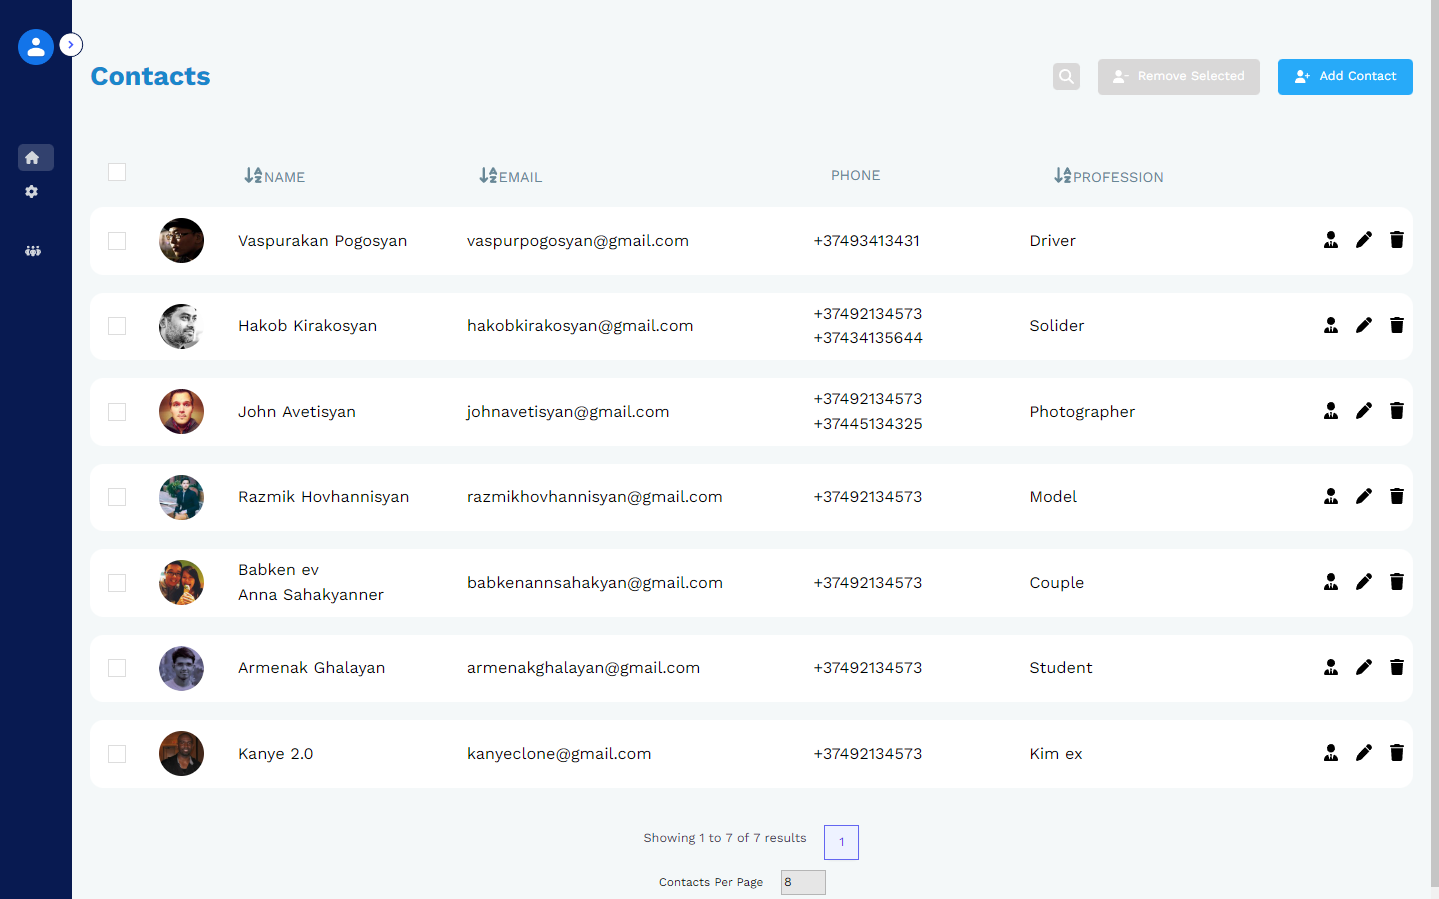 Contacts
Remove Selected
Add Contact
NAME EMAIL PHONE PROFESSION
Vaspurakan Pogosyan vaspurpogosyan@gmail.com +37493413431 Driver
Hakob Kirakosyan hakobkirakosyan@gmail.com +37492134573 Solider
+37434135644
John Avetisyan johnavetisyan@gmail.com +37492134573 Photographer
+37445134325
Razmik Hovhannisyan razmikhovhannisyan@gmail.com +37492134573 Model
Babken ev
Anna Sahakyanner babkenannsahakyan@gmail.com +37492134573 Couple
Armenak Ghalayan armenakghalayan@gmail.com +37492134573 Student
Kanye 2.0 kanyeclone@gmail.com +37492134573 Kim ex
Showing 1 to 7 of 7 results 1
Contacts Per Page 8